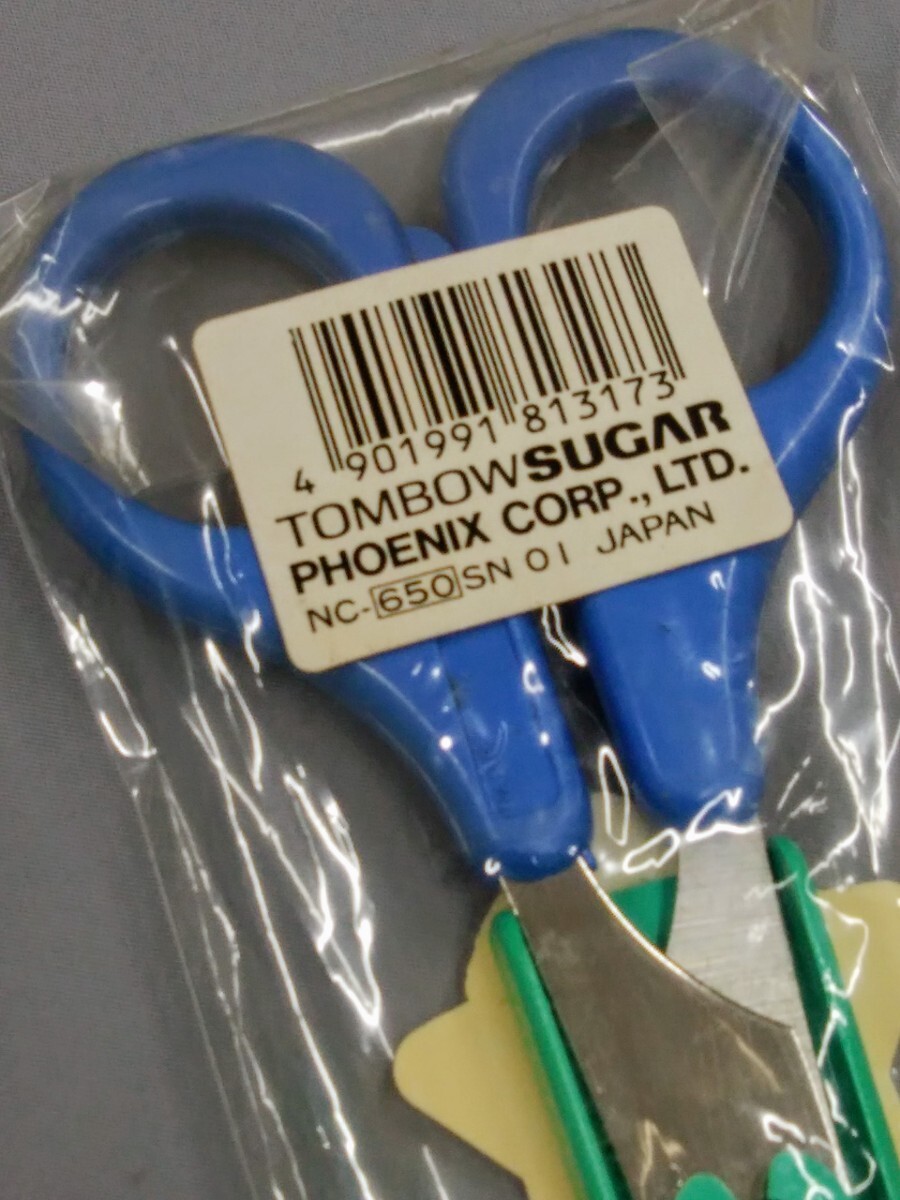 4 901991 813173
TOMBOWSUGAR
PHOENIX CORP., LTD.
NC-650SN 01 JAPAN